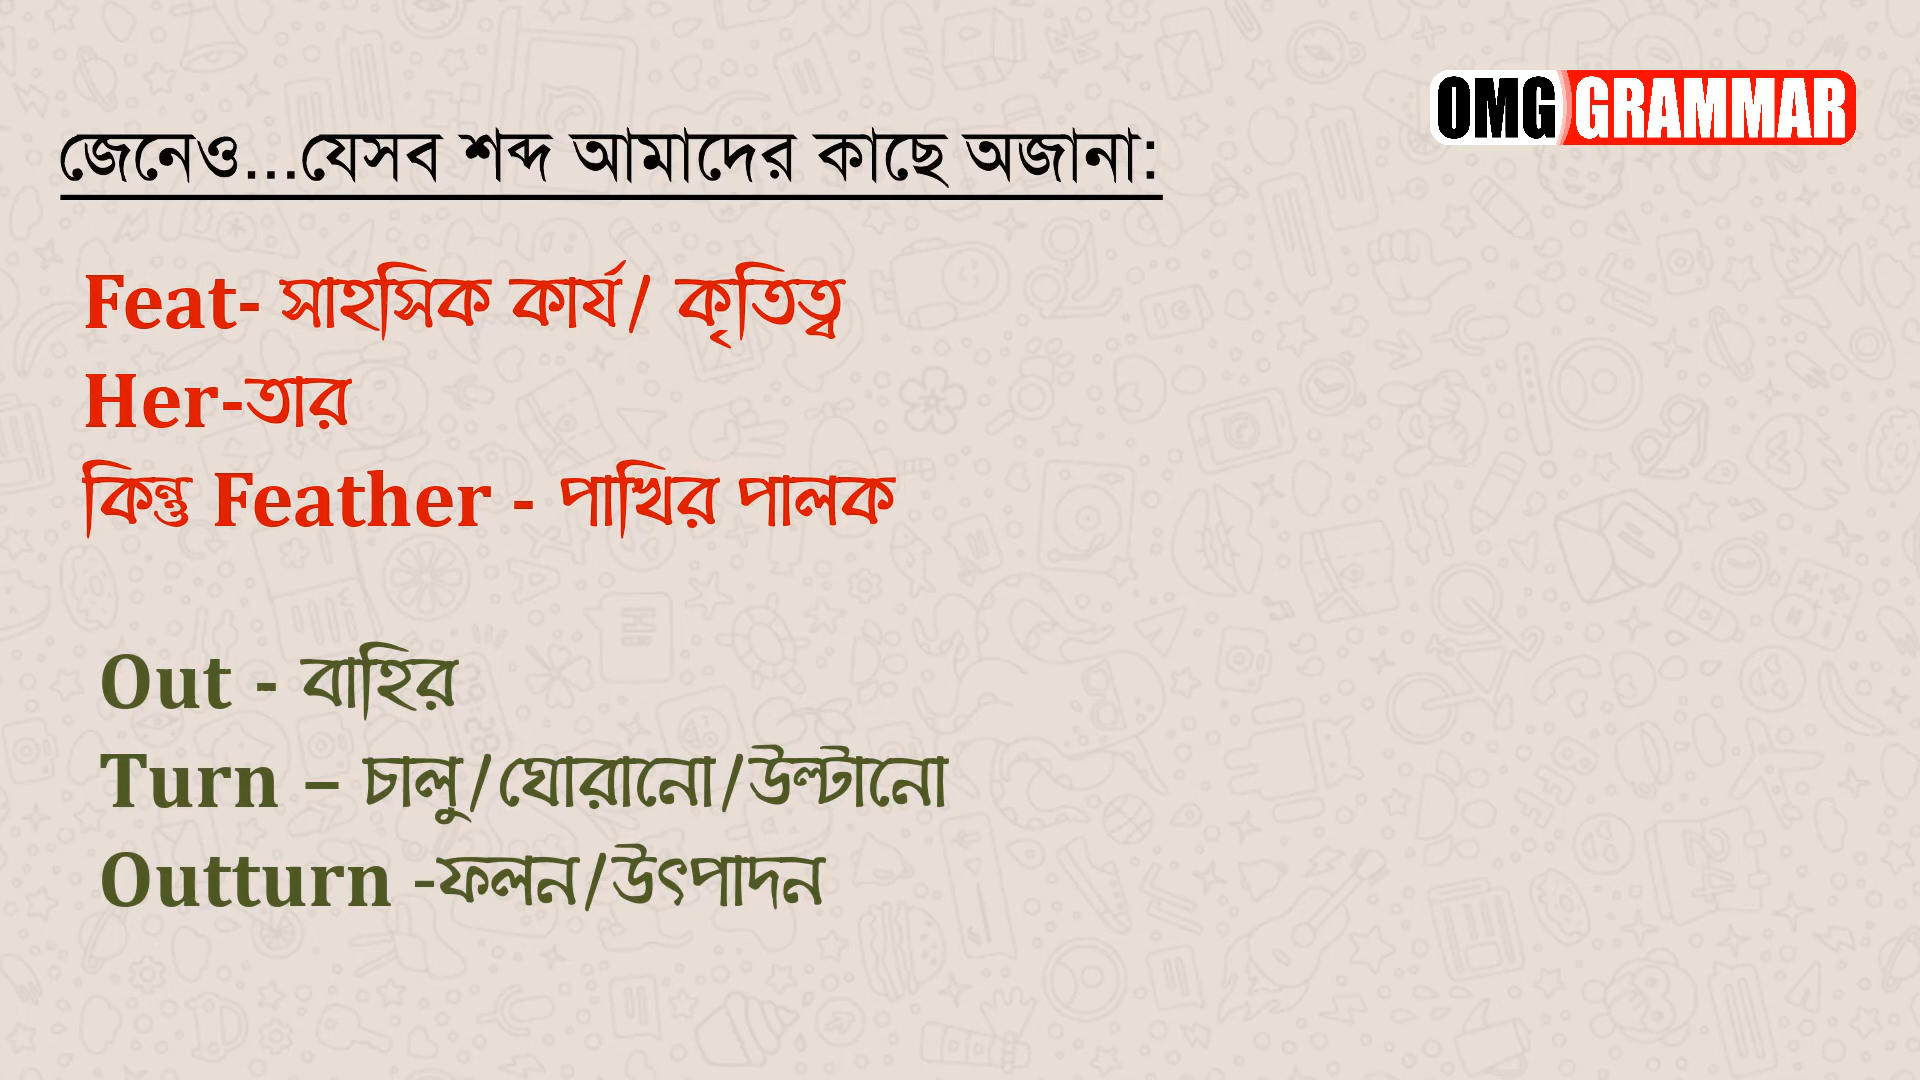 OMG GRAMMAR
জেনেও...যেসব শব্দ আমাদের কাছে অজানা:
Feat- সাহসিক কার্য/ কৃতিত্ব
Her-তার
কিন্তু Feather - পাখির পালক
Out - বাহির
Turn – চালু/ঘোরানো/উল্টানো
Outturn -ফলন/উৎপাদন